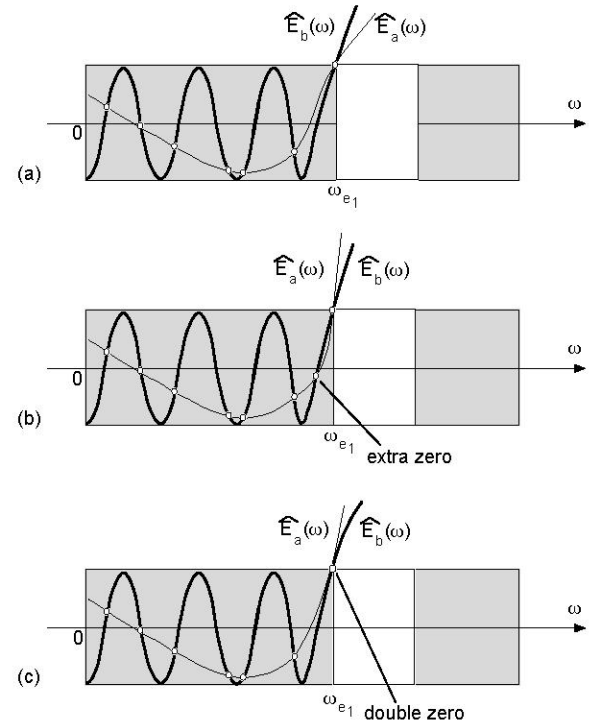 Ê_b(ω) Ê_a(ω)
ω
0
(a)
ω_e₁
Ê_a(ω) Ê_b(ω)
ω
0
(b)
ω_e₁
extra zero
Ê_a(ω) Ê_b(ω)
ω
0
(c)
ω_e₁
double zero